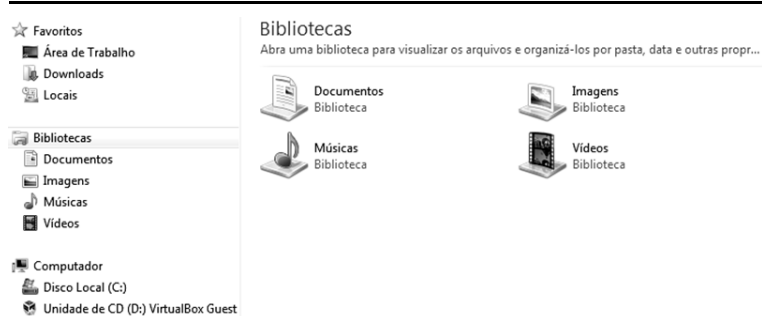 Favoritos
Área de Trabalho
Downloads
Locais
Bibliotecas
Documentos
Imagens
Músicas
Vídeos
Computador
Disco Local (C:)
Unidade de CD (D:) VirtualBox Guest
Bibliotecas
Abra uma biblioteca para visualizar os arquivos e organizá-los por pasta, data e outras propr...
Documentos
Biblioteca
Imagens
Biblioteca
Músicas
Biblioteca
Vídeos
Biblioteca